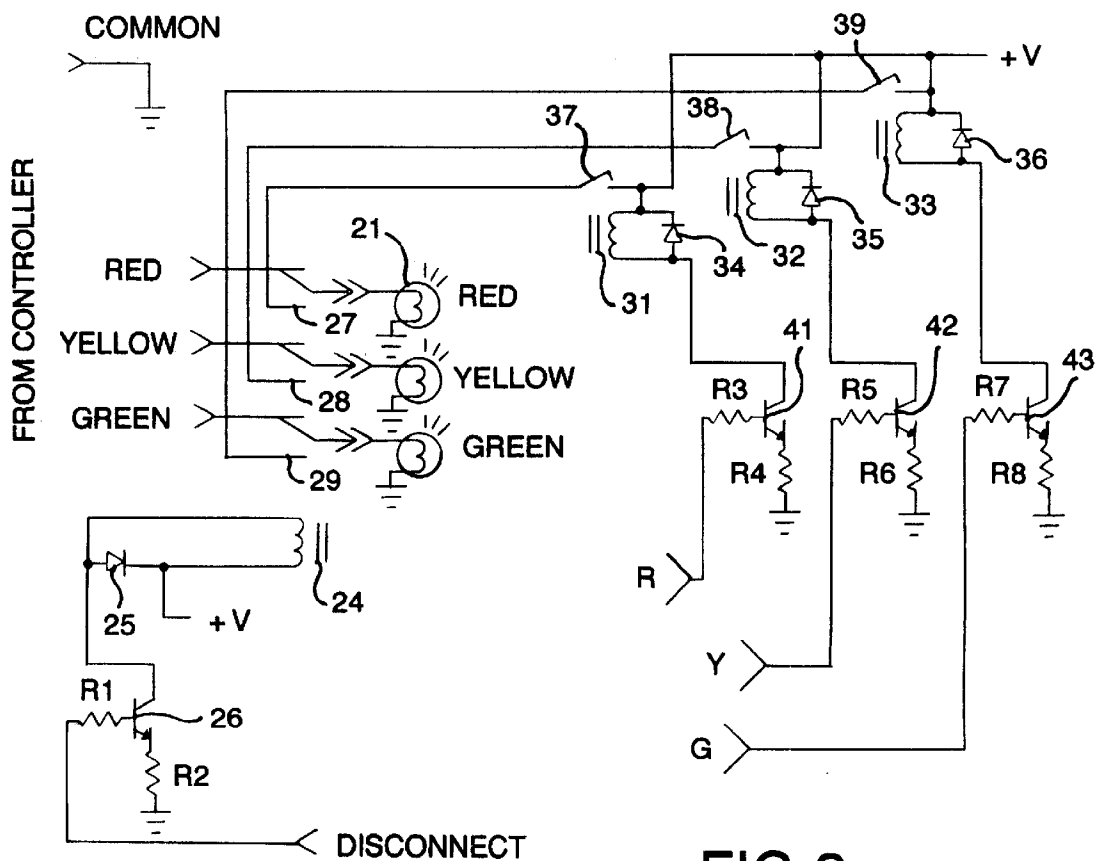 COMMON
39
+ V
37
38
36
33
FROM CONTROLLER
21
RED
RED
27
31
34
32
35
YELLOW
YELLOW
28
GREEN
GREEN
29
41
42
43
R3
R5
R7
R4
R6
R8
24
25
+ V
R
Y
G
R1
26
R2
DISCONNECT